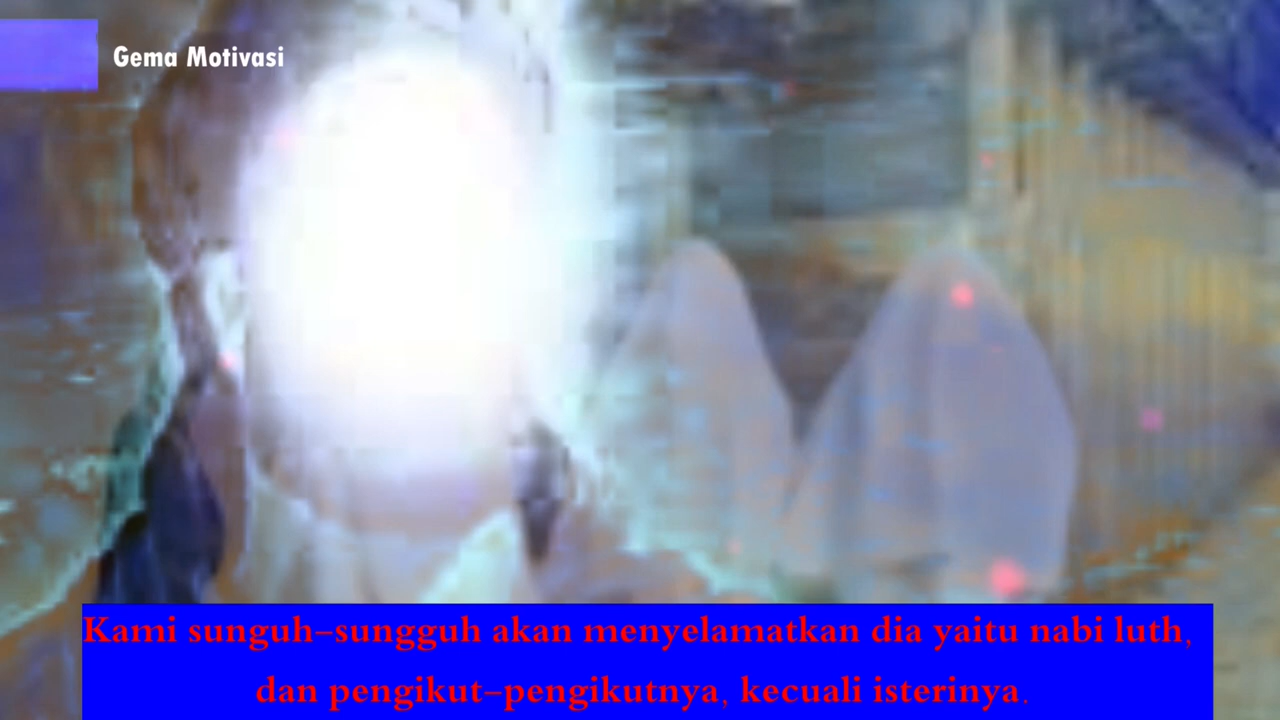 Gema Motivasi
Kami sunguh-sungguh akan menyelamatkan dia yaitu nabi luth,
dan pengikut-pengikutnya, kecuali isterinya.